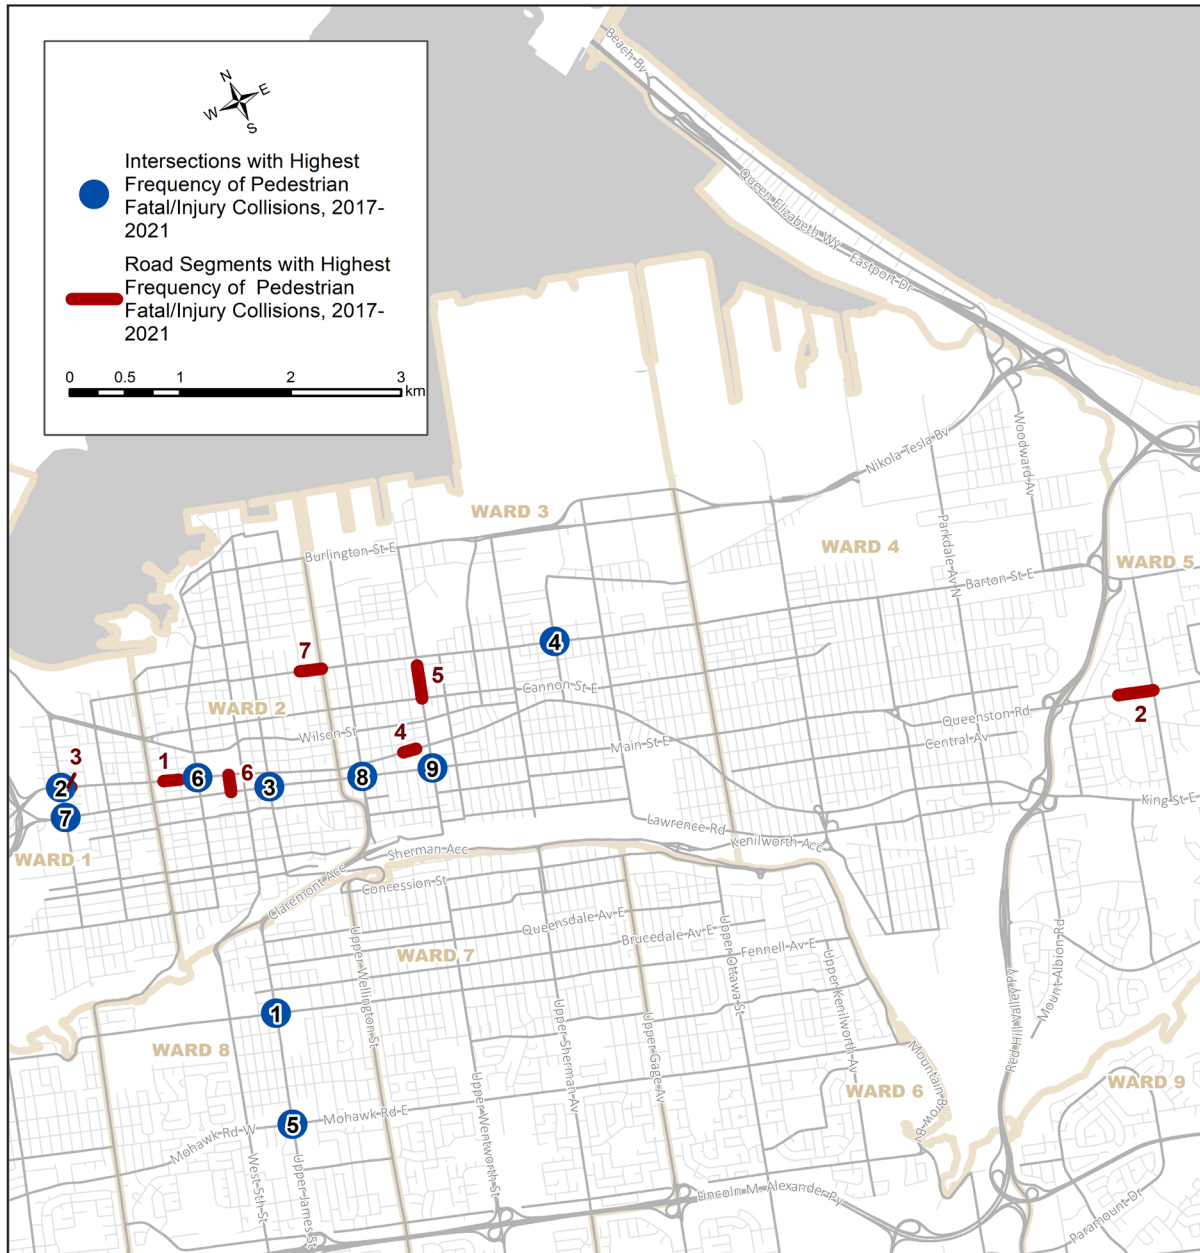 N
E
W
S
Intersections with Highest
Frequency of Pedestrian
Fatal/Injury Collisions, 2017-
2021
Road Segments with Highest
Frequency of Pedestrian
Fatal/Injury Collisions, 2017-
2021
0 0.5 1 2 3
km
Beach Bv
Queen Elizabeth Wy
Eastport Dr
Nikola Tesla Bv
Woodward Av
WARD 3
Burlington St E
WARD 4
Parkdale Av N
Barton St E
WARD 5
4
7
5
Cannon St E
WARD 2
Wilson St
4
Main St E
Queenston Rd
Central Av
2
3
2
1
6
6
3
8
9
7
King St E
Lawrence Rd
Kenilworth Acc
WARD 1
Sherman Acc
Claremont Acc
Concession St
Queensdale Av E
Brucedale Av E
Fennell Av E
WARD 7
Upper Wellington St
Upper Ottawa St
Upper Kenilworth Av
Mount Albion Rd
Red Hill Valley Py
1
WARD 8
Upper Sherman Av
Upper Gage Av
Mountain Brow Bv
WARD 6
WARD 9
5
Mohawk Rd E
Mohawk Rd W
Upper Wentworth St
West 5th St
Upper James St
Lincoln M. Alexander Py
Paramount Dr